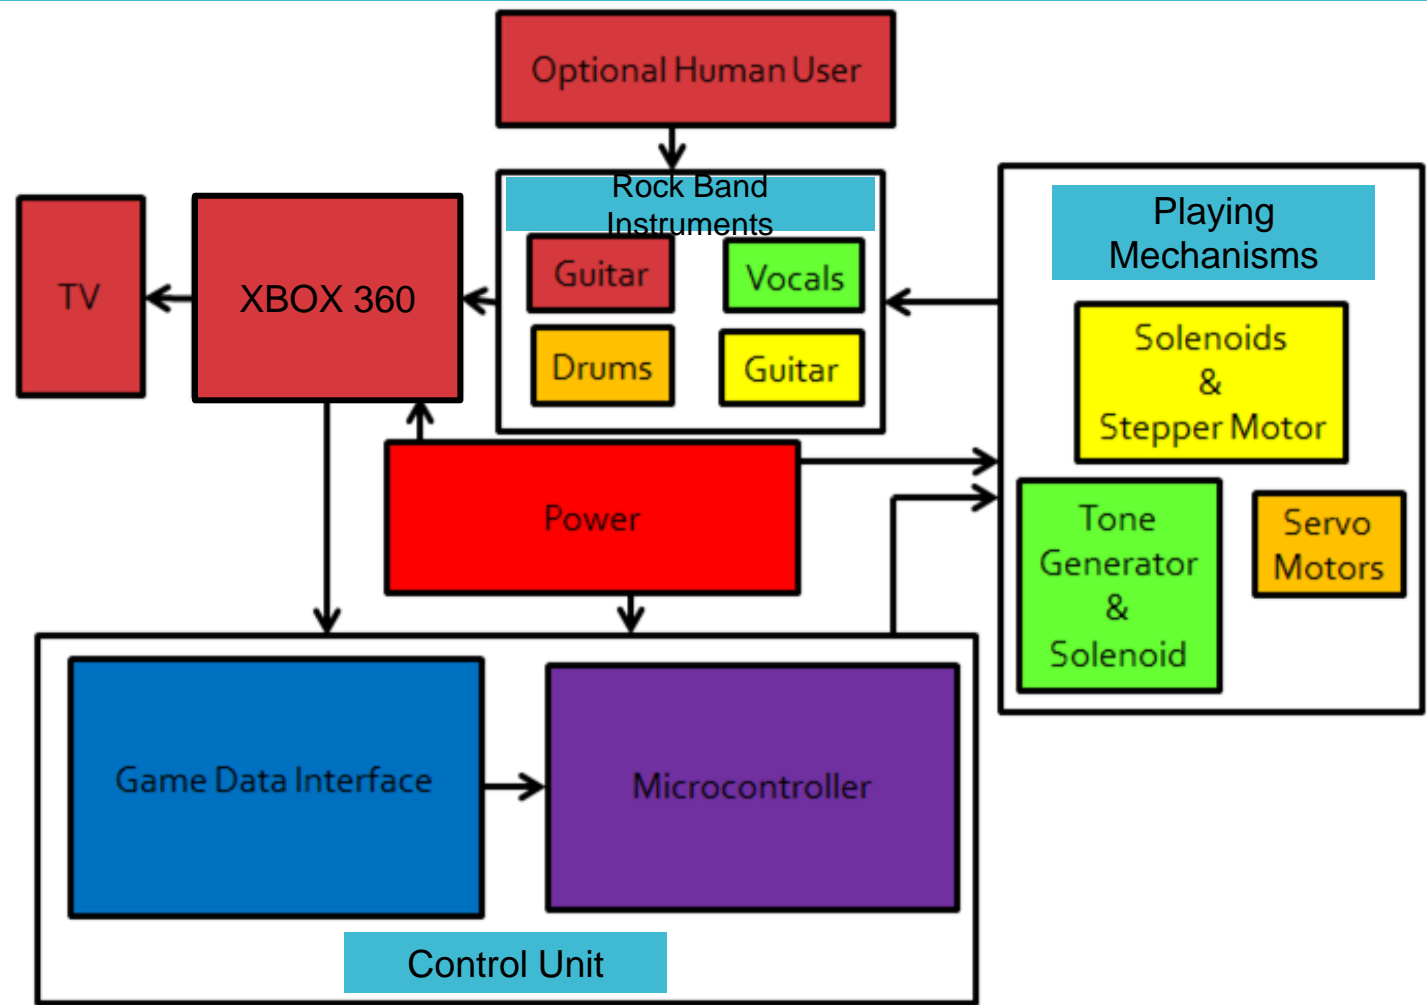 Optional Human User
Rock Band
Instruments
Guitar
Vocals
Drums
Guitar
TV
XBOX 360
Playing
Mechanisms
Solenoids
&
Stepper Motor
Tone
Generator
&
Solenoid
Servo
Motors
Power
Game Data Interface
Microcontroller
Control Unit